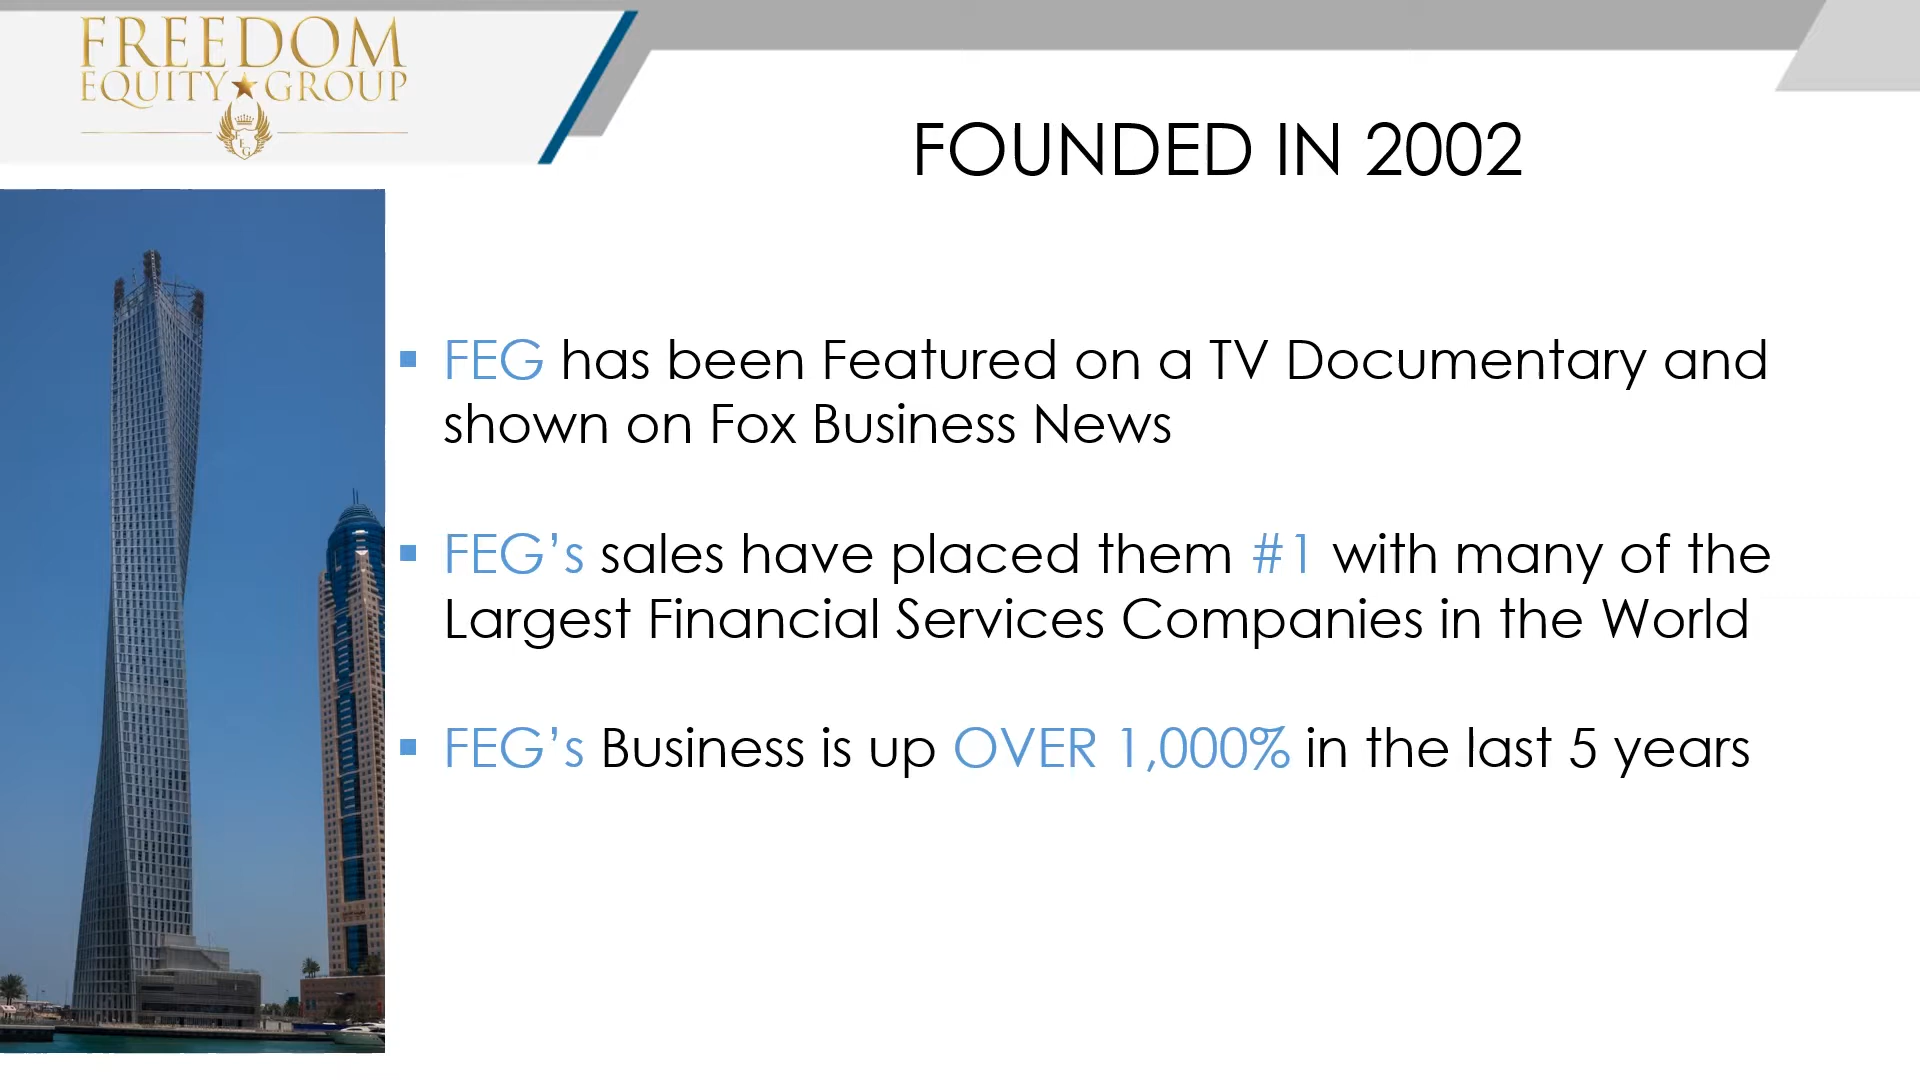 FREEDOM
EQUITY GROUP
FEG
FOUNDED IN 2002
FEG has been Featured on a TV Documentary and
shown on Fox Business News
FEG’s sales have placed them #1 with many of the
Largest Financial Services Companies in the World
FEG’s Business is up OVER 1,000% in the last 5 years